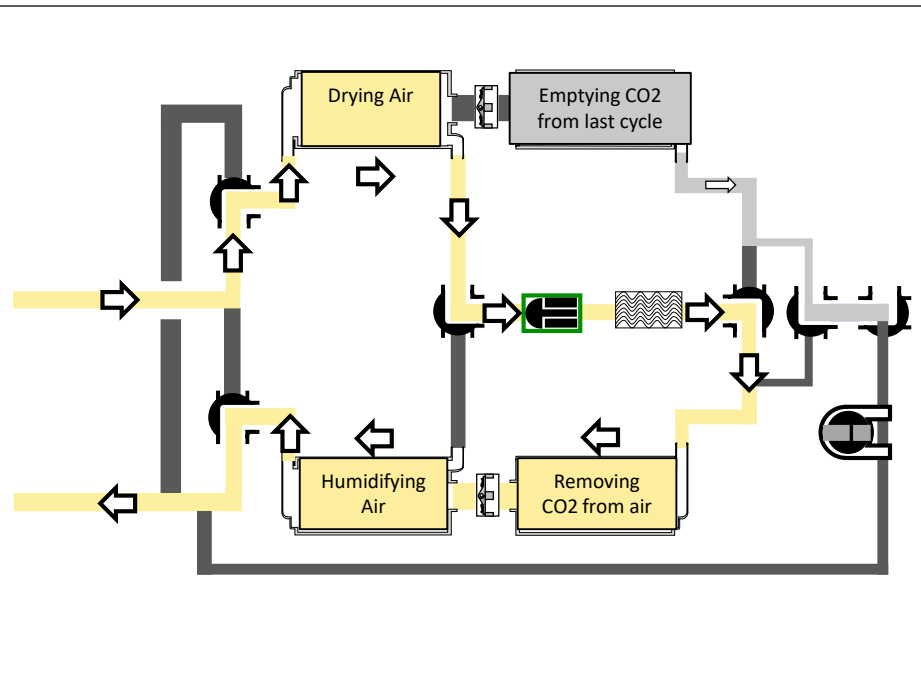 Drying Air
Emptying CO2
from last cycle
Humidifying
Air
Removing
CO2 from air